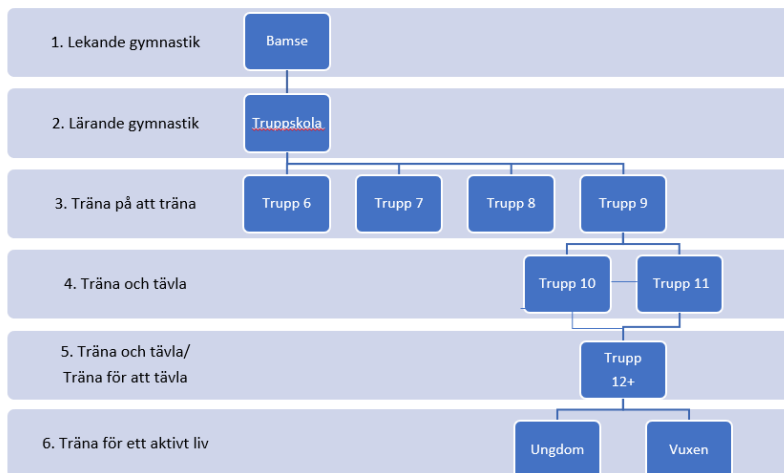 1. Lekande gymnastik
Bamse
2. Lärande gymnastik
Truppskola
3. Träna på att träna
Trupp 6
Trupp 7
Trupp 8
Trupp 9
4. Träna och tävla
Trupp 10
Trupp 11
5. Träna och tävla/
Träna för att tävla
Trupp
12+
6. Träna för ett aktivt liv
Ungdom
Vuxen